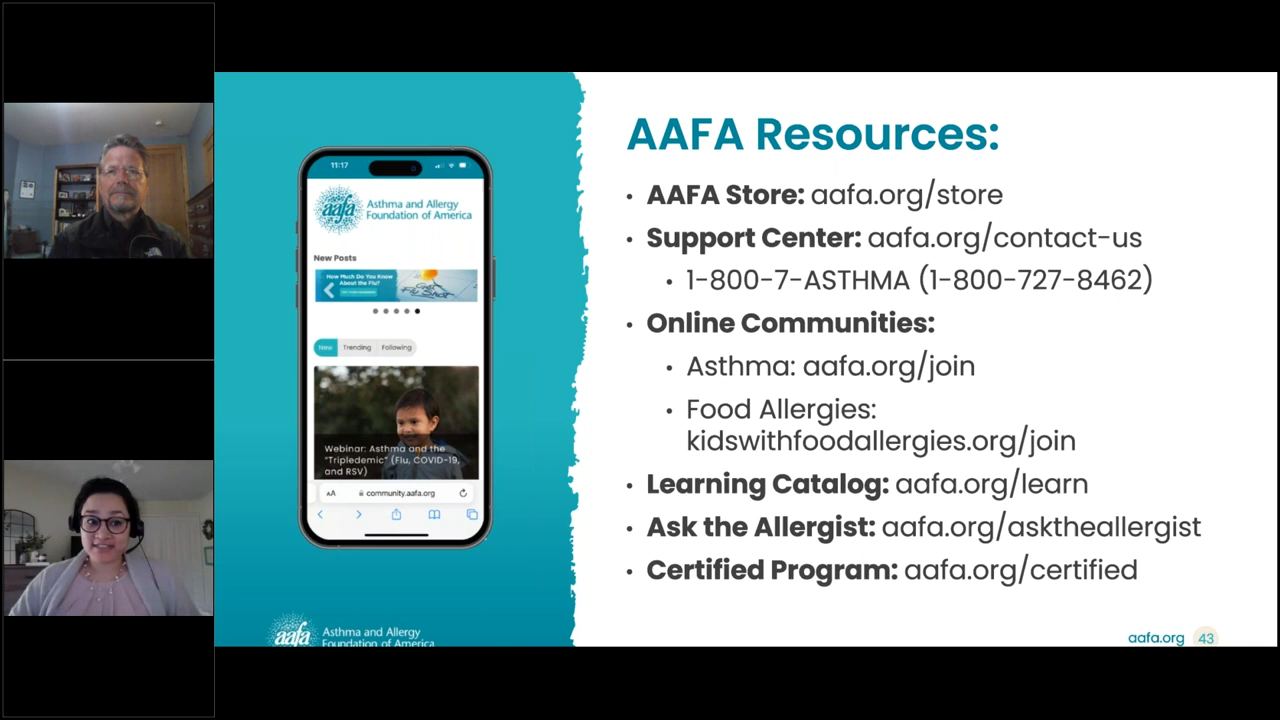 11:17
aafa
Asthma and Allergy
Foundation of America
New Posts
How Much Do You Know
About the Flu?
New Trending Following
Webinar: Asthma and the
"Tripledemic" (Flu, COVID-19,
and RSV)
AA community.aafa.org
aafa
Asthma and Allergy
Foundation of America
AAFA Resources:
• AAFA Store: aafa.org/store
• Support Center: aafa.org/contact-us
• 1-800-7-ASTHMA (1-800-727-8462)
• Online Communities:
• Asthma: aafa.org/join
• Food Allergies:
kidswithfoodallergies.org/join
• Learning Catalog: aafa.org/learn
• Ask the Allergist: aafa.org/asktheallergist
• Certified Program: aafa.org/certified
aafa.org 43